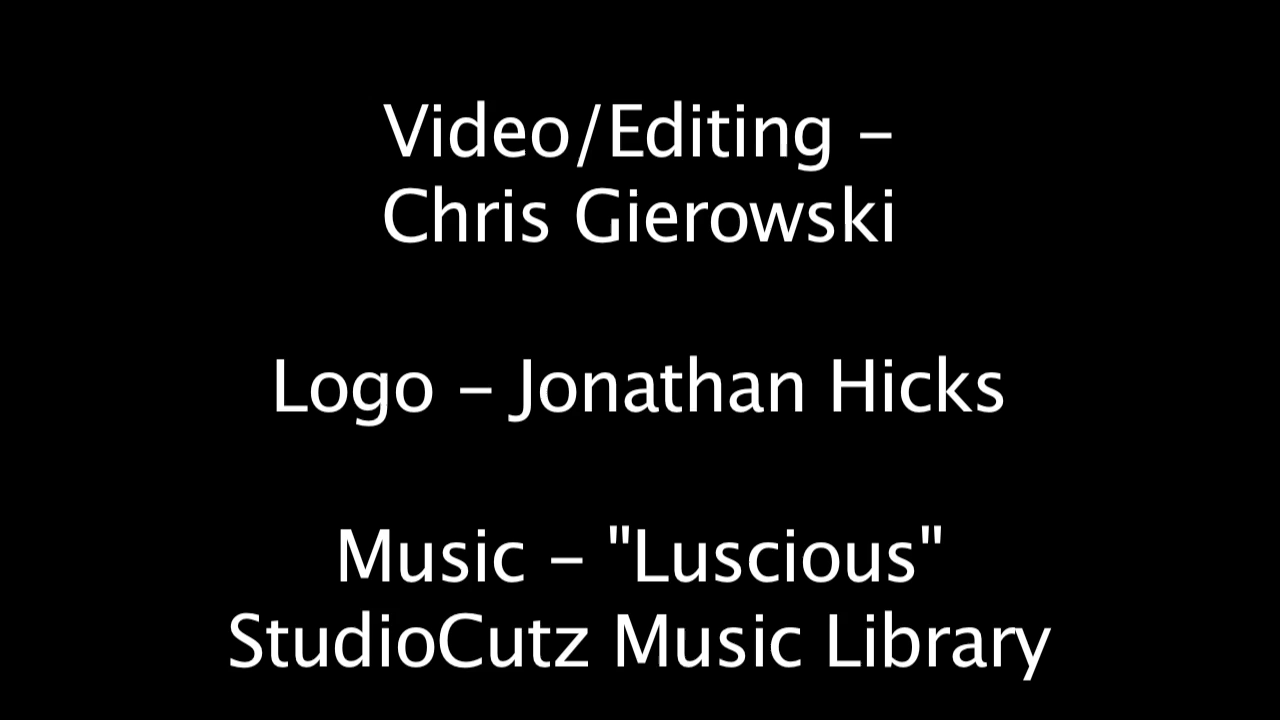 Video/Editing –
Chris Gierowski
Logo – Jonathan Hicks
Music – "Luscious"
StudioCutz Music Library